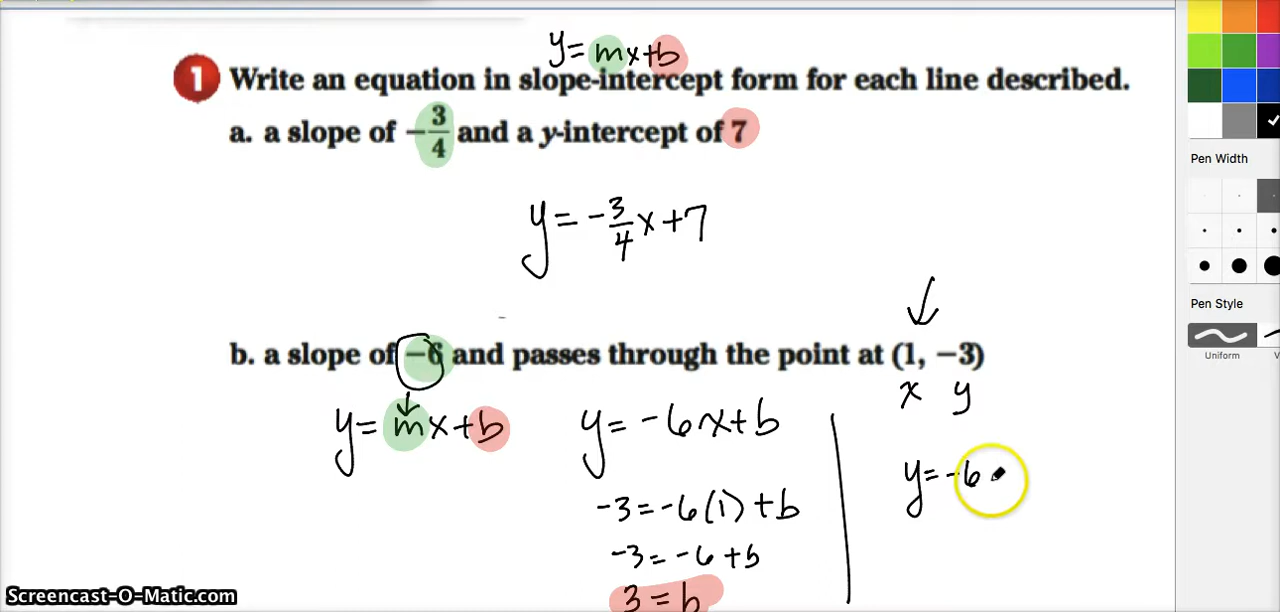 y=mx+b
1 Write an equation in slope-intercept form for each line described.
a. a slope of -3/4 and a y-intercept of 7
y = -3/4x+7
b. a slope of -6 and passes through the point at (1, -3)
x y
y= mx+b
y= -6x+b
y= -6
-3=-6(1)+b
-3=-6+b
3=b
Pen Width
Pen Style
Uniform
V
Screencast-O-Matic.com